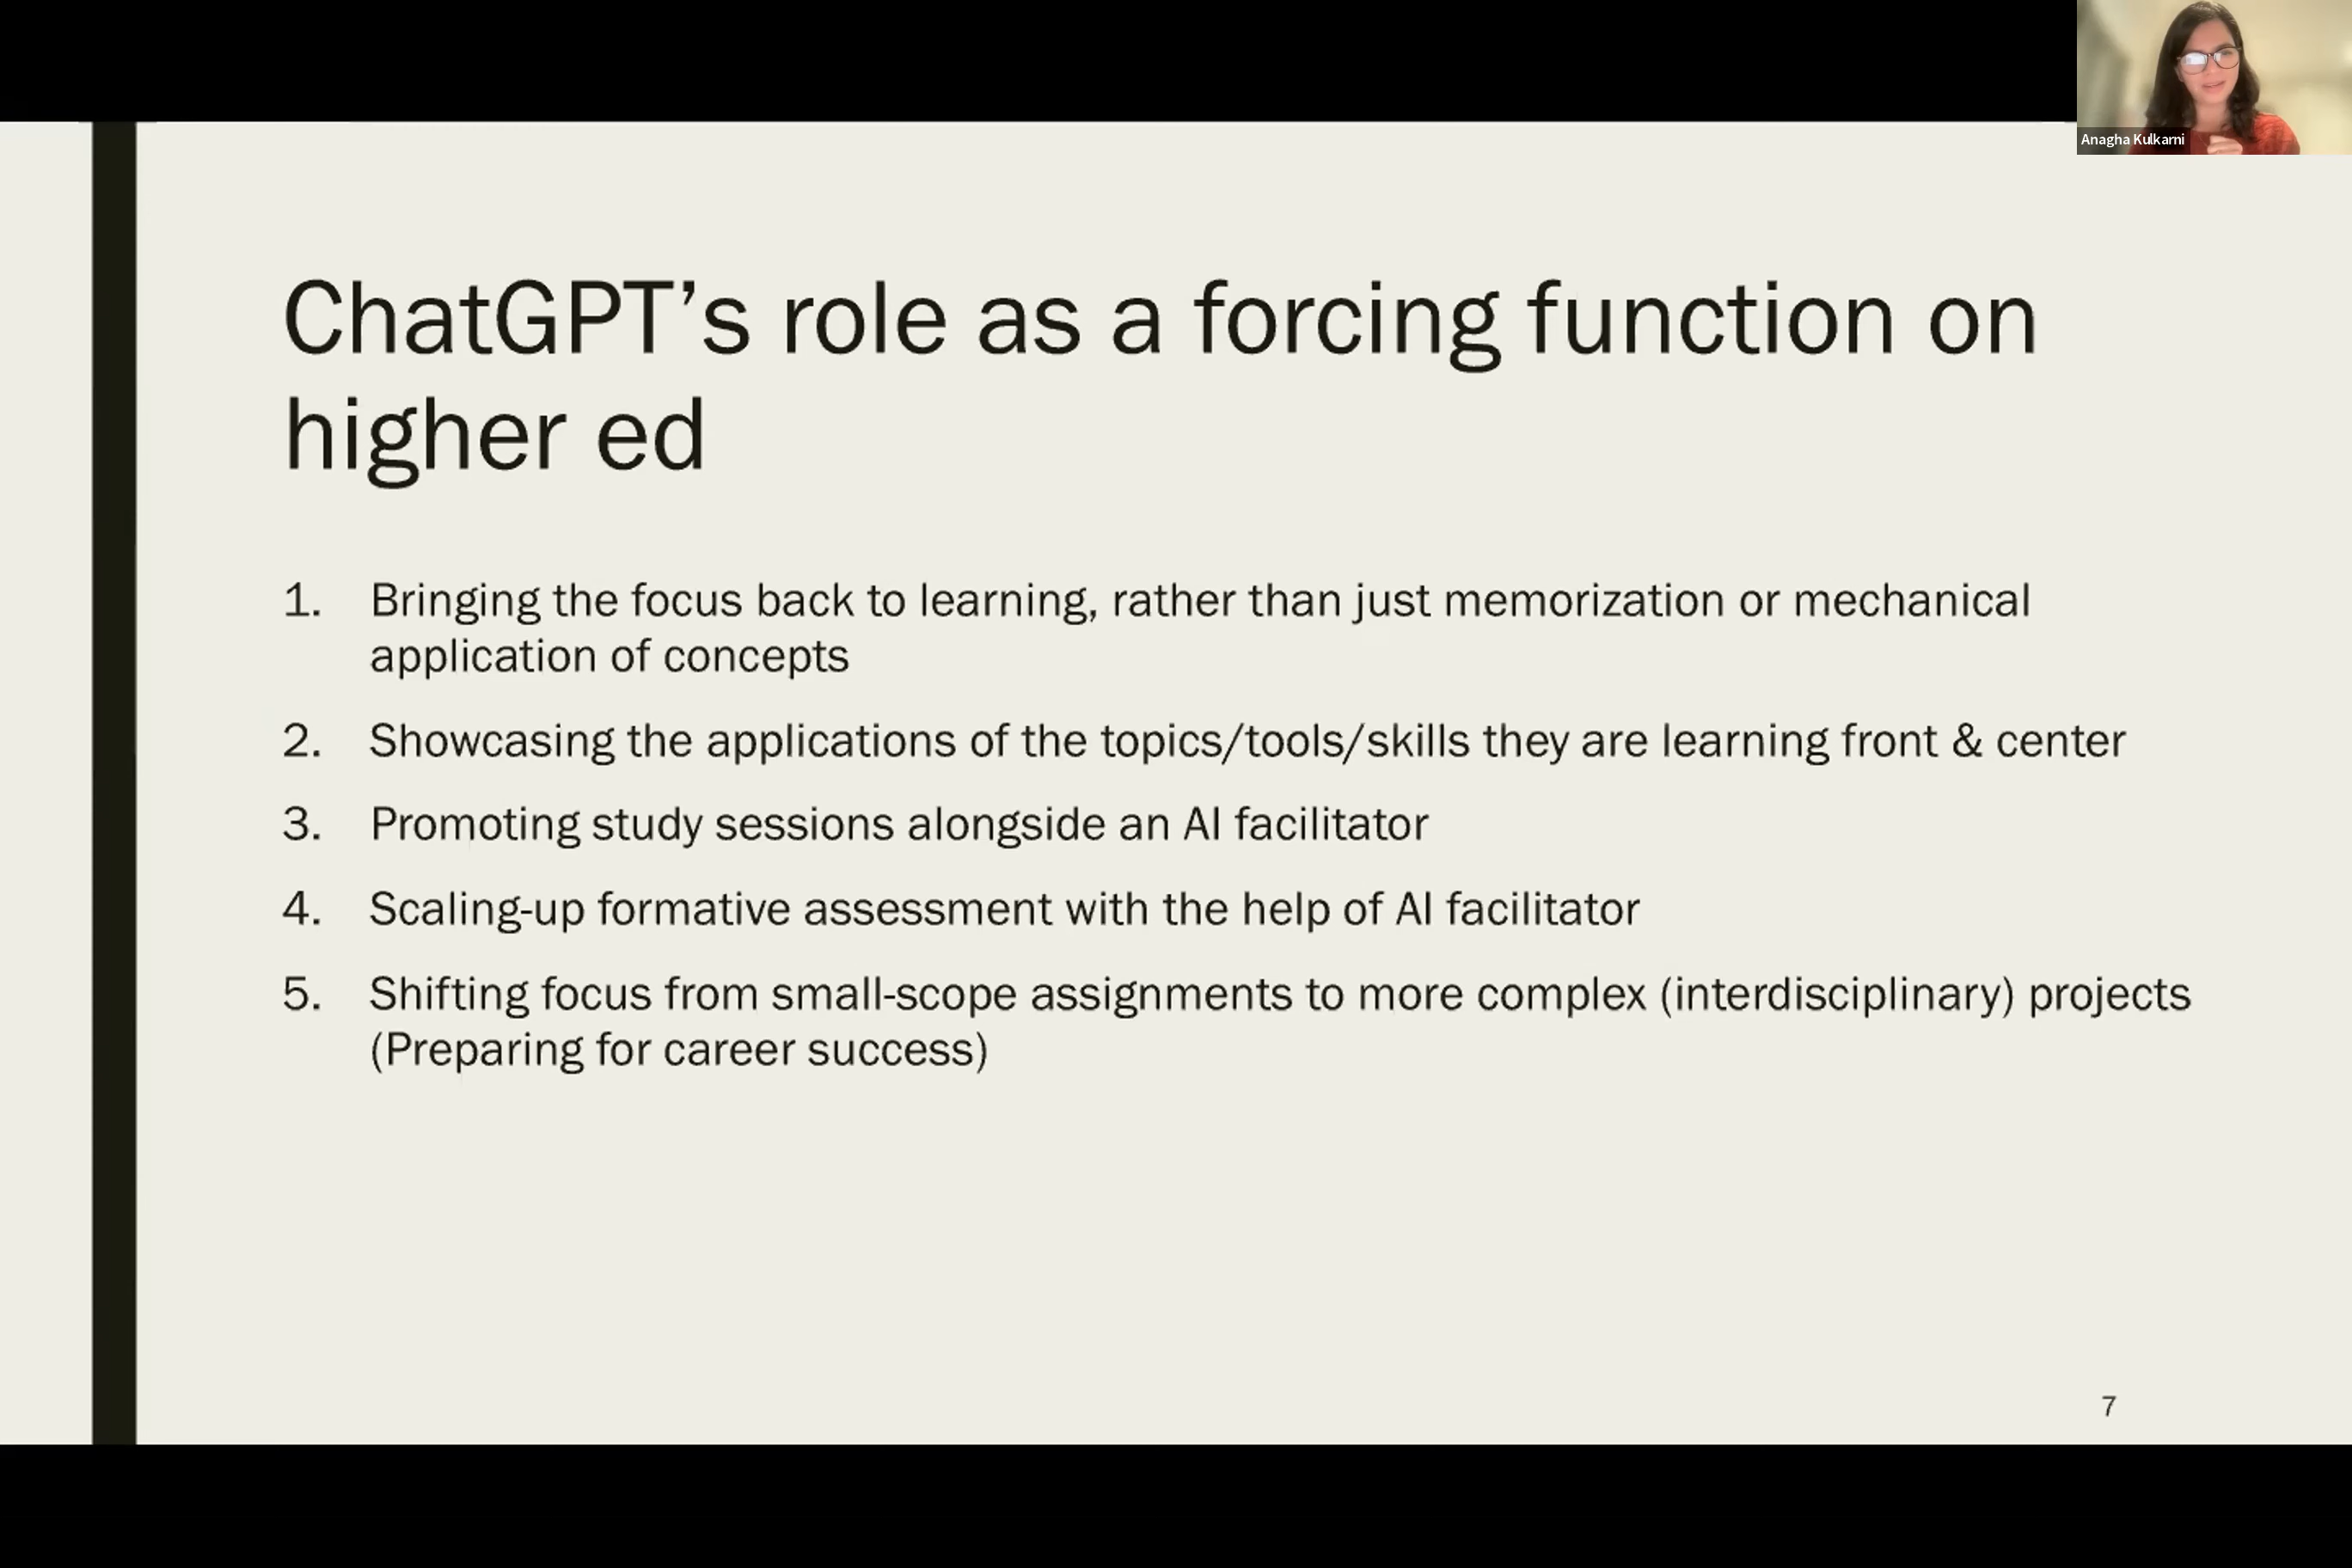 Anagha Kulkarni
ChatGPT’s role as a forcing function on
higher ed
1. Bringing the focus back to learning, rather than just memorization or mechanical
application of concepts
2. Showcasing the applications of the topics/tools/skills they are learning front & center
3. Promoting study sessions alongside an AI facilitator
4. Scaling-up formative assessment with the help of AI facilitator
5. Shifting focus from small-scope assignments to more complex (interdisciplinary) projects
(Preparing for career success)
7